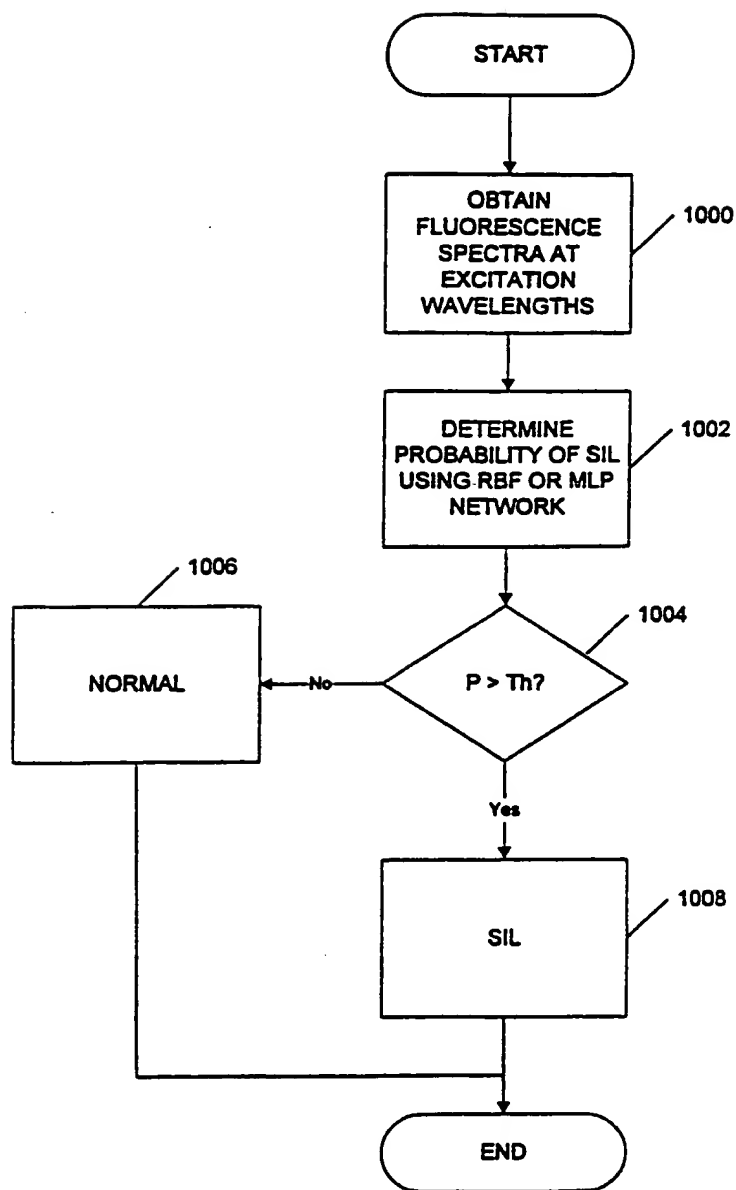 START
OBTAIN
FLUORESCENCE
SPECTRA AT
EXCITATION
WAVELENGTHS
1000
DETERMINE
PROBABILITY OF SIL
USING RBF OR MLP
NETWORK
1002
1006
NORMAL
No
P > Th?
1004
Yes
SIL
1008
END